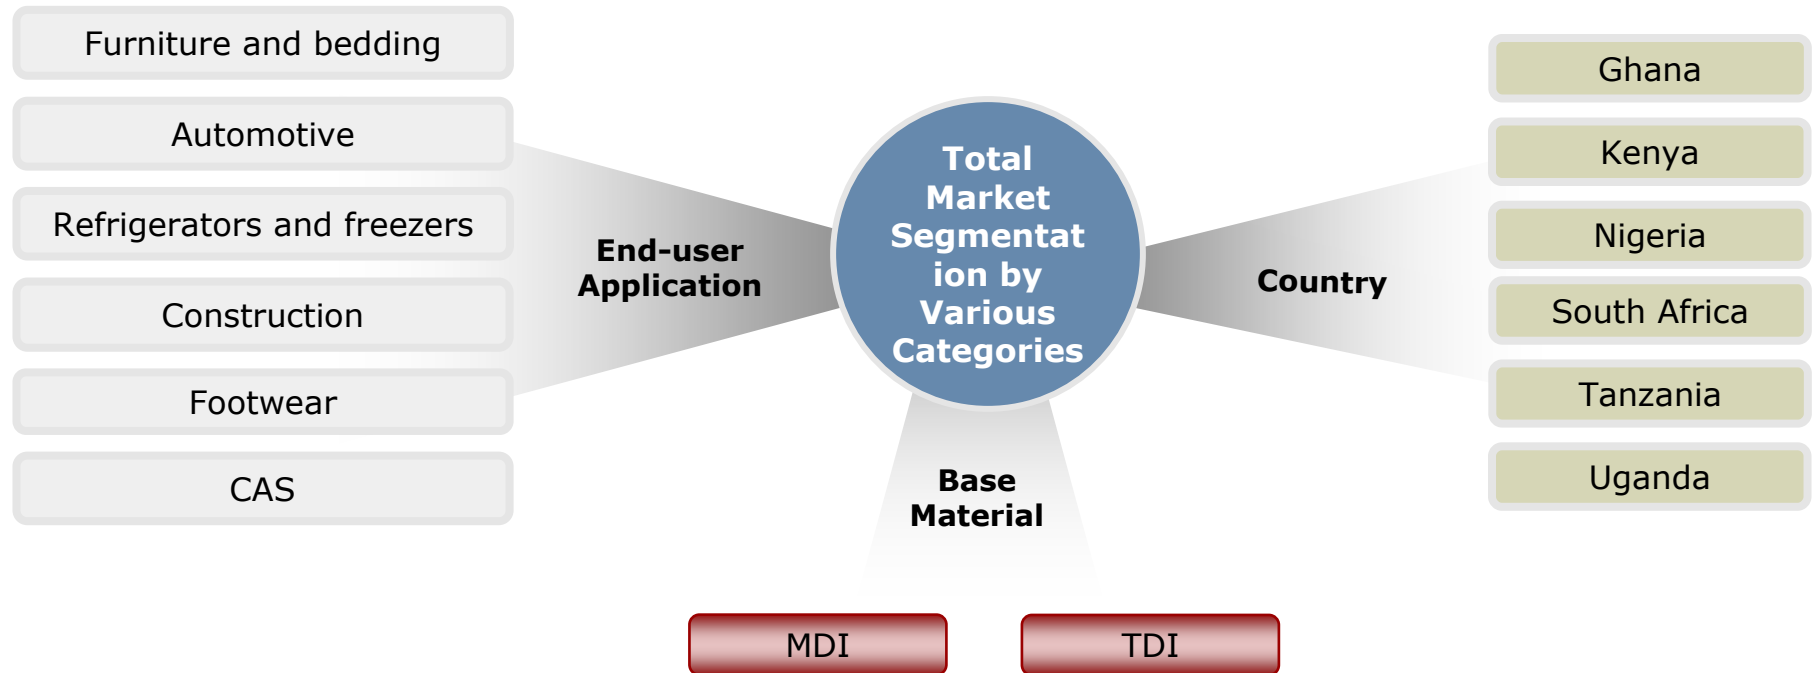 Furniture and bedding
Automotive
Refrigerators and freezers
Construction
Footwear
CAS
End-user
Application
Total
Market
Segmentat
ion by
Various
Categories
Base
Material
MDI
TDI
Country
Ghana
Kenya
Nigeria
South Africa
Tanzania
Uganda